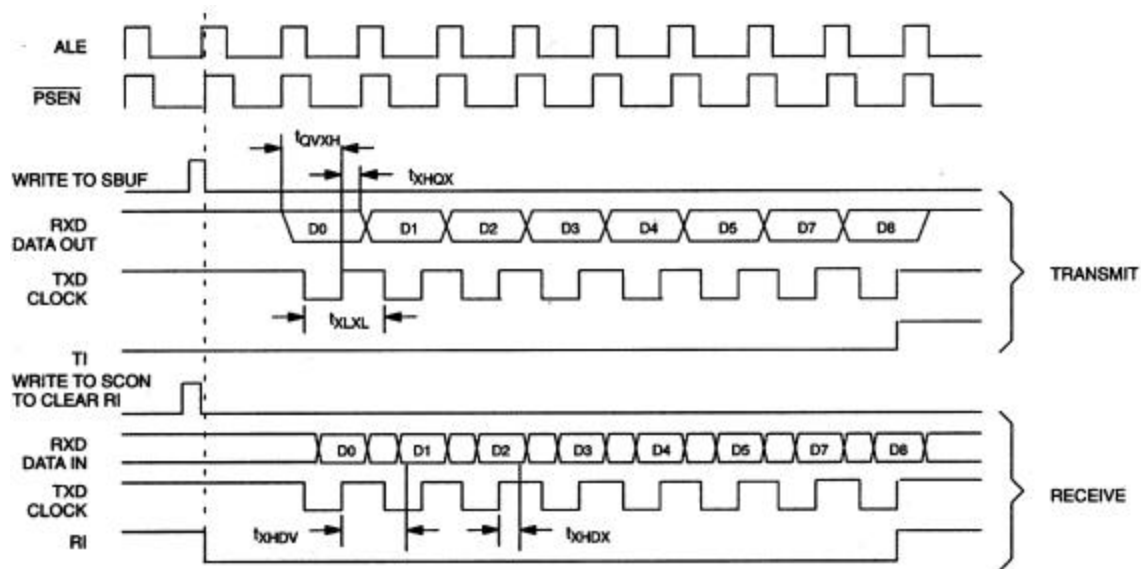 ALE
PSEN
tQVXH
tXHQX
WRITE TO SBUF
RXD
DATA OUT
D0 D1 D2 D3 D4 D5 D7 D8
TXD
CLOCK
TRANSMIT
tXLXL
TI
WRITE TO SCON
TO CLEAR RI
RXD
DATA IN
D0 D1 D2 D3 D4 D5 D7 D8
TXD
CLOCK
RECEIVE
tXHDV
tXHDX
RI